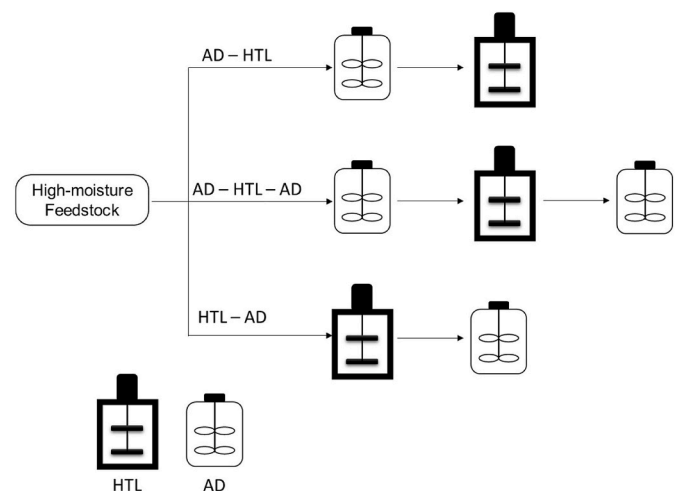 AD – HTL
High-moisture
Feedstock
AD – HTL – AD
HTL – AD
HTL
AD